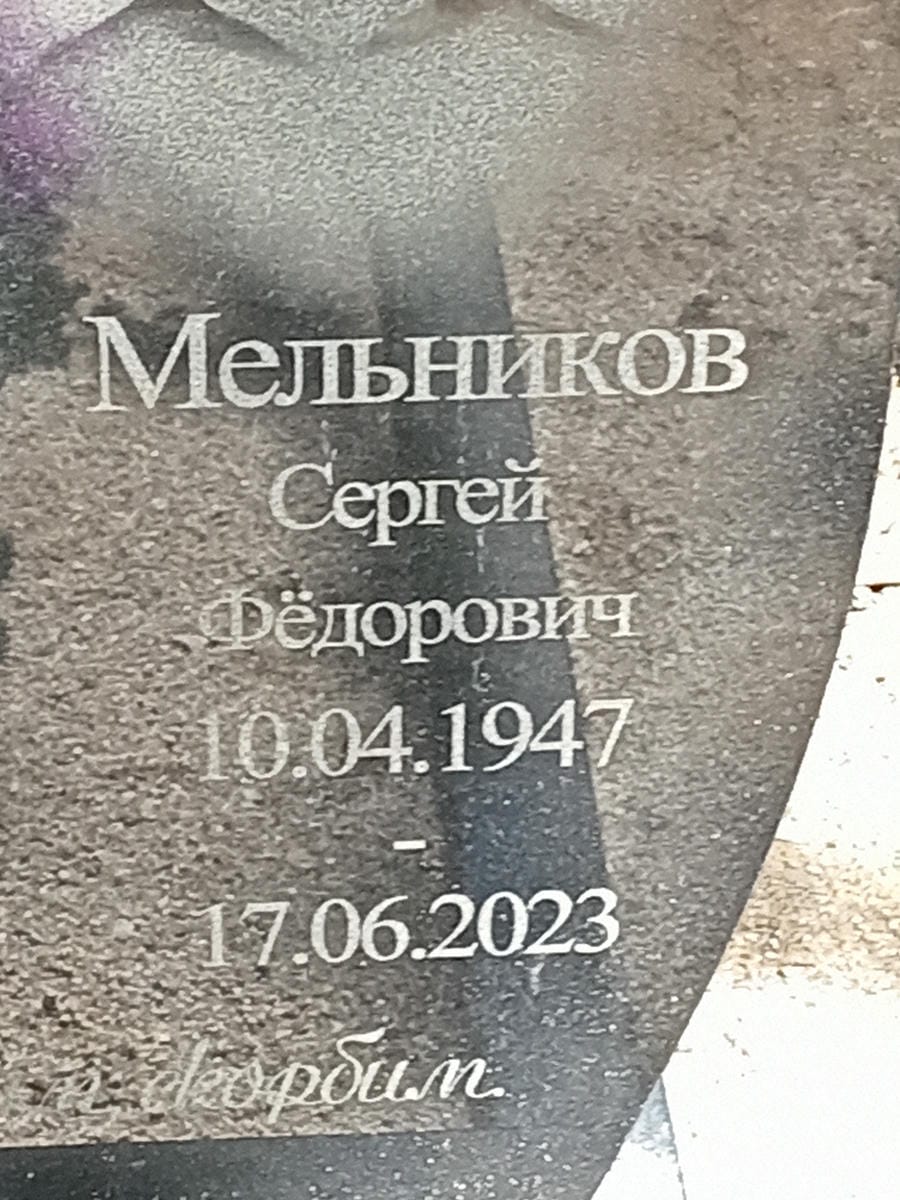 Мельников
Сергей
Фёдорович
10.04.1947
-
17.06.2023
скорбим.